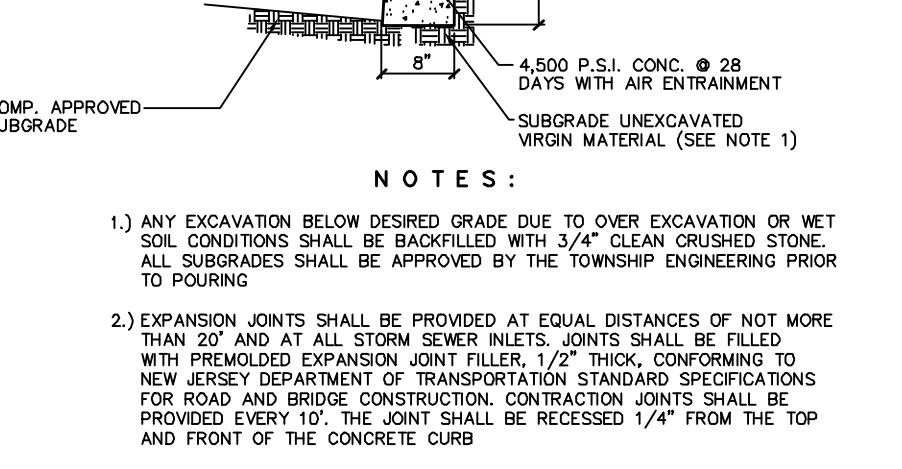 8"
4,500 P.S.I. CONC. @ 28
DAYS WITH AIR ENTRAINMENT
OMP. APPROVED
UBGRADE
SUBGRADE UNEXCAVATED
VIRGIN MATERIAL (SEE NOTE 1)
NOTES:
1.) ANY EXCAVATION BELOW DESIRED GRADE DUE TO OVER EXCAVATION OR WET
SOIL CONDITIONS SHALL BE BACKFILLED WITH 3/4" CLEAN CRUSHED STONE.
ALL SUBGRADES SHALL BE APPROVED BY THE TOWNSHIP ENGINEERING PRIOR
TO POURING
2.) EXPANSION JOINTS SHALL BE PROVIDED AT EQUAL DISTANCES OF NOT MORE
THAN 20' AND AT ALL STORM SEWER INLETS. JOINTS SHALL BE FILLED
WITH PREMOLDED EXPANSION JOINT FILLER, 1/2" THICK, CONFORMING TO
NEW JERSEY DEPARTMENT OF TRANSPORTATION STANDARD SPECIFICATIONS
FOR ROAD AND BRIDGE CONSTRUCTION. CONTRACTION JOINTS SHALL BE
PROVIDED EVERY 10'. THE JOINT SHALL BE RECESSED 1/4" FROM THE TOP
AND FRONT OF THE CONCRETE CURB